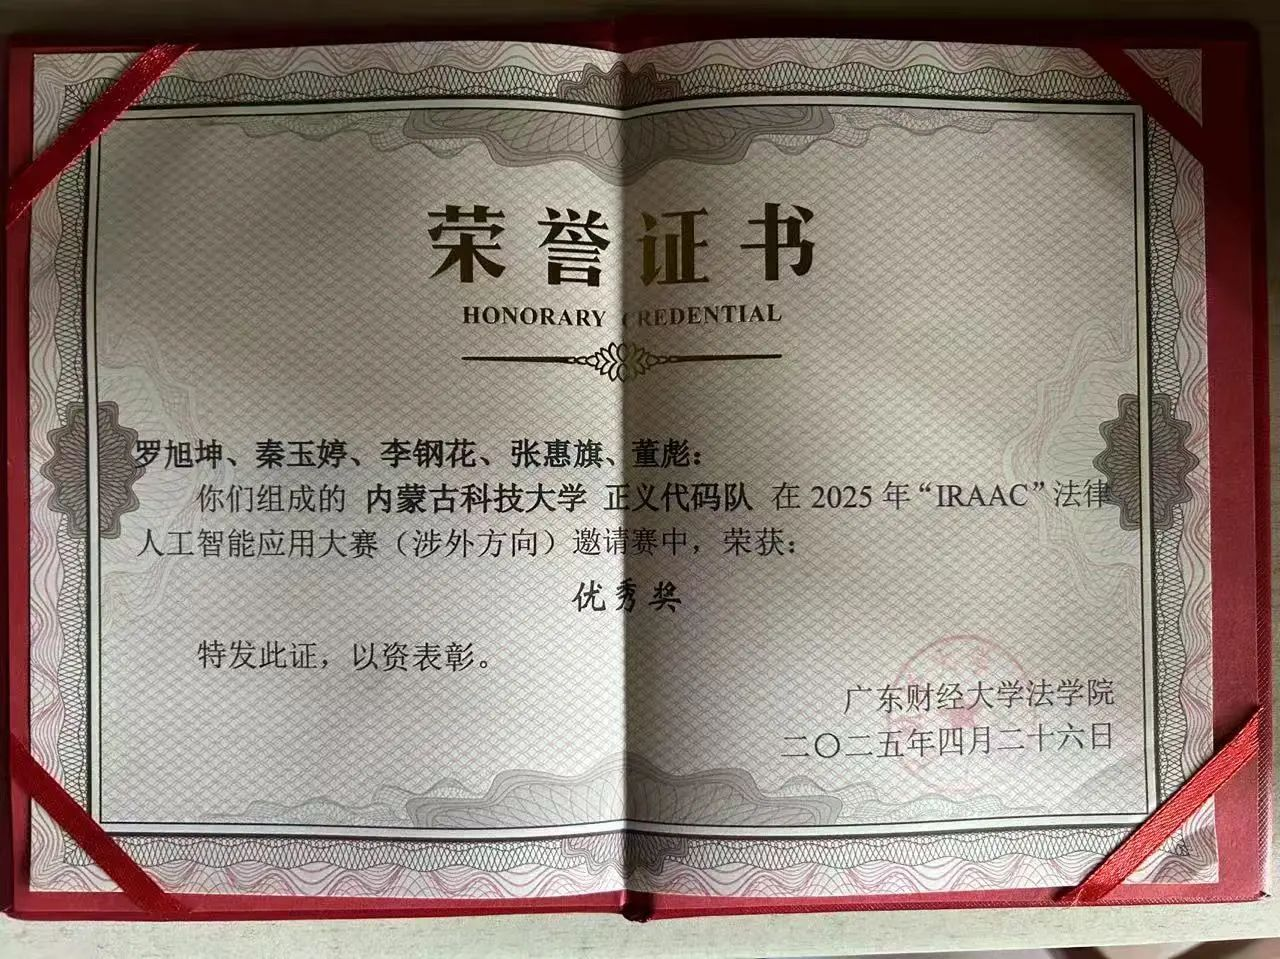 荣誉证书
HONORARY CREDENTIAL
罗旭坤、秦玉婷、李钢花、张惠旗、董彪：
你们组成的 内蒙古科技大学 正义代码队 在 2025 年“IRAAC”法律
人工智能应用大赛（涉外方向）邀请赛中，荣获：
优秀奖
特发此证，以资表彰。
广东财经大学法学院
二〇二五年四月二十六日